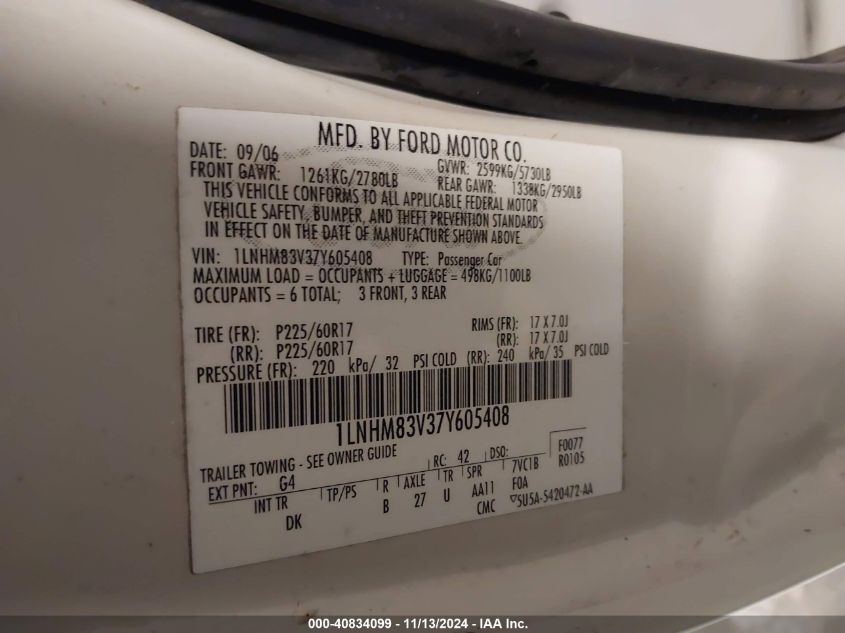 MFD. BY FORD MOTOR CO.
DATE: 09/06 GVWR: 2599KG/5730LB
FRONT GAWR: 1261KG/2780LB REAR GAWR: 1338KG/2950LB
THIS VEHICLE CONFORMS TO ALL APPLICABLE FEDERAL MOTOR
VEHICLE SAFETY, BUMPER, AND THEFT PREVENTION STANDARDS
IN EFFECT ON THE DATE OF MANUFACTURE SHOWN ABOVE.
VIN: 1LNHM83V37Y605408 TYPE: Passenger Car
MAXIMUM LOAD = OCCUPANTS + LUGGAGE = 498KG/1100LB
OCCUPANTS = 6 TOTAL; 3 FRONT, 3 REAR
TIRE (FR): P225/60R17 RIMS (FR): 17 X 7.0J
(RR): P225/60R17 (RR): 17 X 7.0J
PRESSURE (FR): 220 kPa/ 32 PSI COLD (RR): 240 kPa/ 35 PSI COLD
1LNHM83V37Y605408
F0077
TRAILER TOWING - SEE OWNER GUIDE RC: 42 DSO: R0105
EXT PNT: G4 7VC1B
INT TR TP/PS R AXLE TR SPR FOA
DK B 27 U AA11
CMC 5U5A-5420472-AA
000-40834099 - 11/13/2024 - IAA Inc.